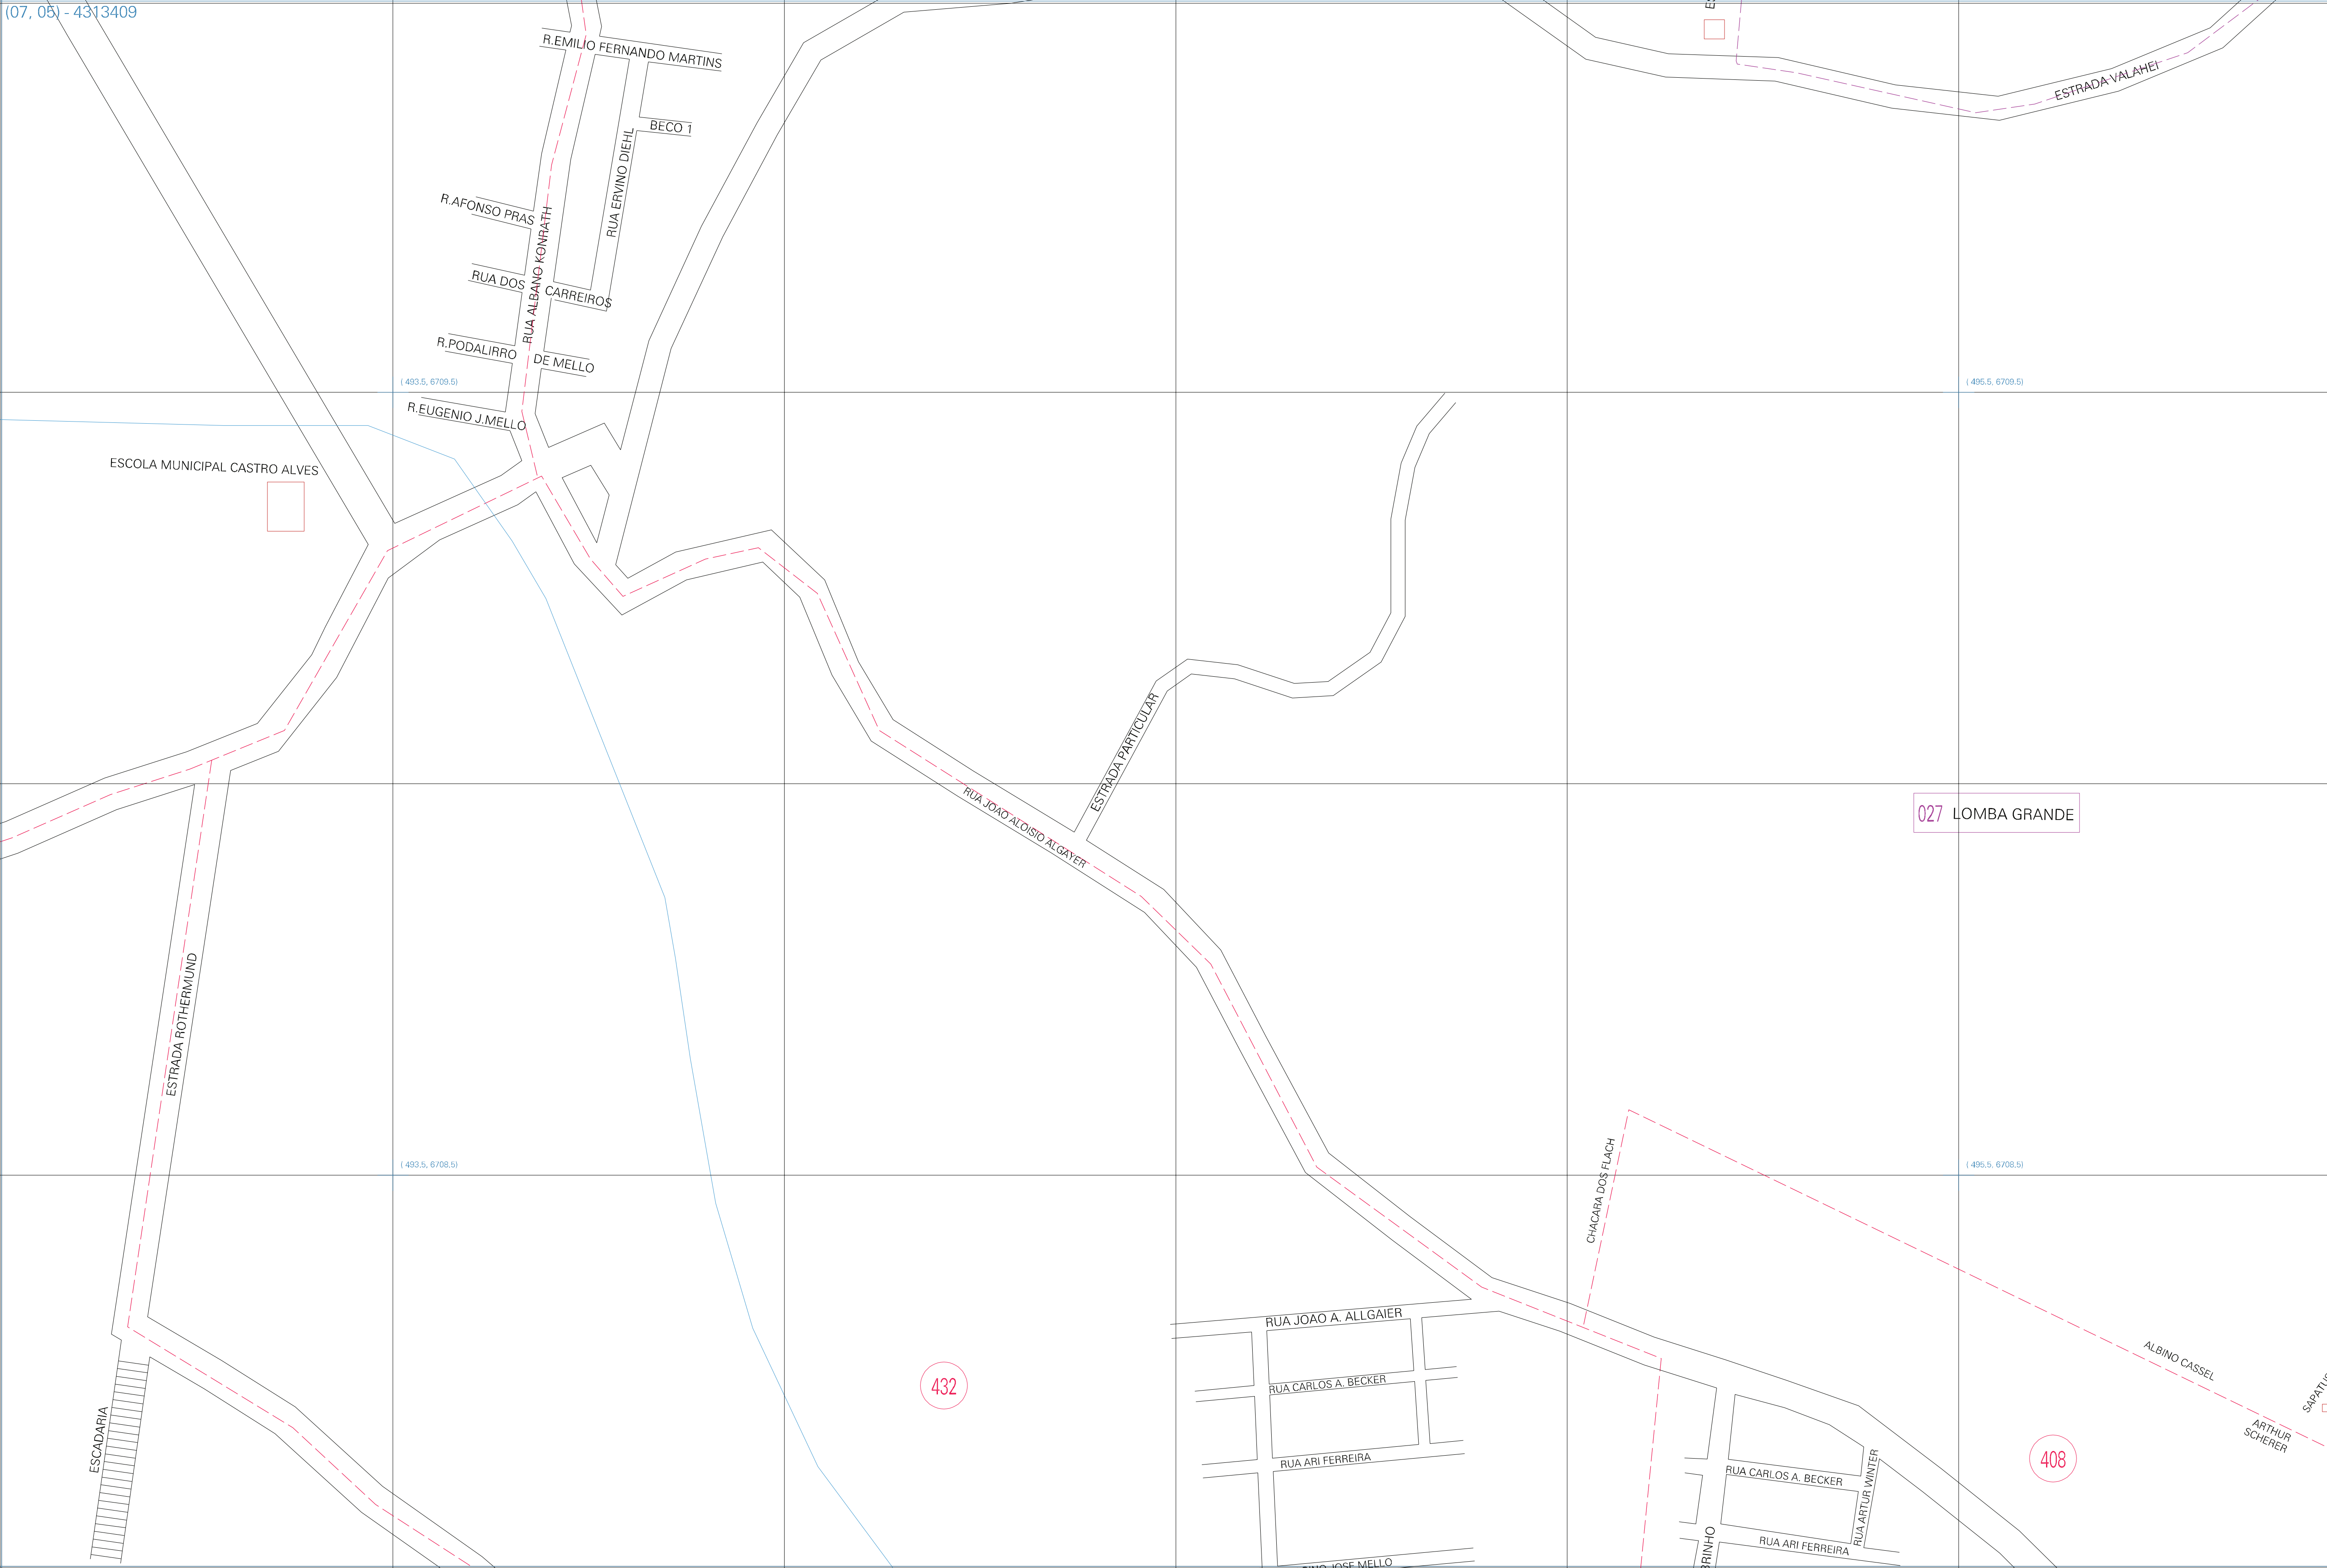 (07, 05) - 4313409
R.EMILIO FERNANDO MARTINS
BECO 1
RUA ERVINO DIEHL
R.AFONSO PRAS
RUA ALBANO KONRATH
RUA DOS CARREIROS
R.PODALIRRO DE MELLO
R.EUGENIO J.MELLO
ESTRADA VALAHEI
( 493.5, 6709.5)
( 495.5, 6709.5)
ESCOLA MUNICIPAL CASTRO ALVES
ESTRADA PARTICULAR
RUA JOAO ALOISIO ALGAYER
027 LOMBA GRANDE
ESTRADA ROTHERMUND
( 493.5, 6708.5)
( 495.5, 6708.5)
CHACARA DOS FLACH
RUA JOAO A. ALLGAIER
RUA CARLOS A. BECKER
RUA ARI FERREIRA
432
ESCADARIA
ALBINO CASSEL
ARTHUR
SCHERER
408
RUA CARLOS A. BECKER
RUA ARTUR WINTER
RUA ARI FERREIRA
JOSE MELLO